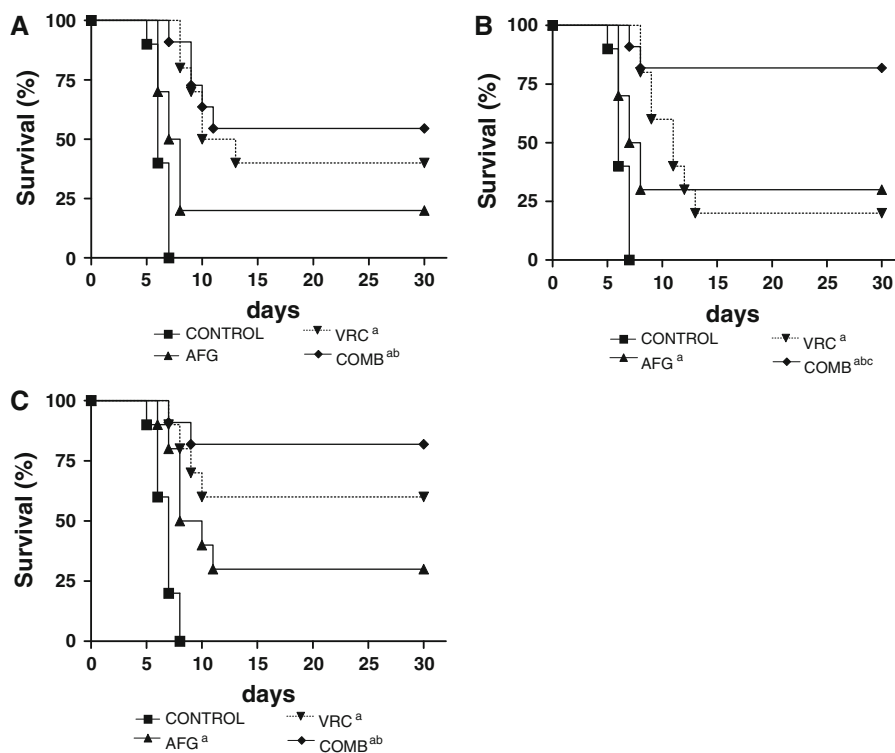 A
Survival (%)
100
75
50
25
0
0 5 10 15 20 25 30
days
CONTROL
VRC a
AFG
COMB ab
B
Survival (%)
100
75
50
25
0
0 5 10 15 20 25 30
days
CONTROL
VRC a
AFG a
COMB abc
C
Survival (%)
100
75
50
25
0
0 5 10 15 20 25 30
days
CONTROL
VRC a
AFG a
COMB ab